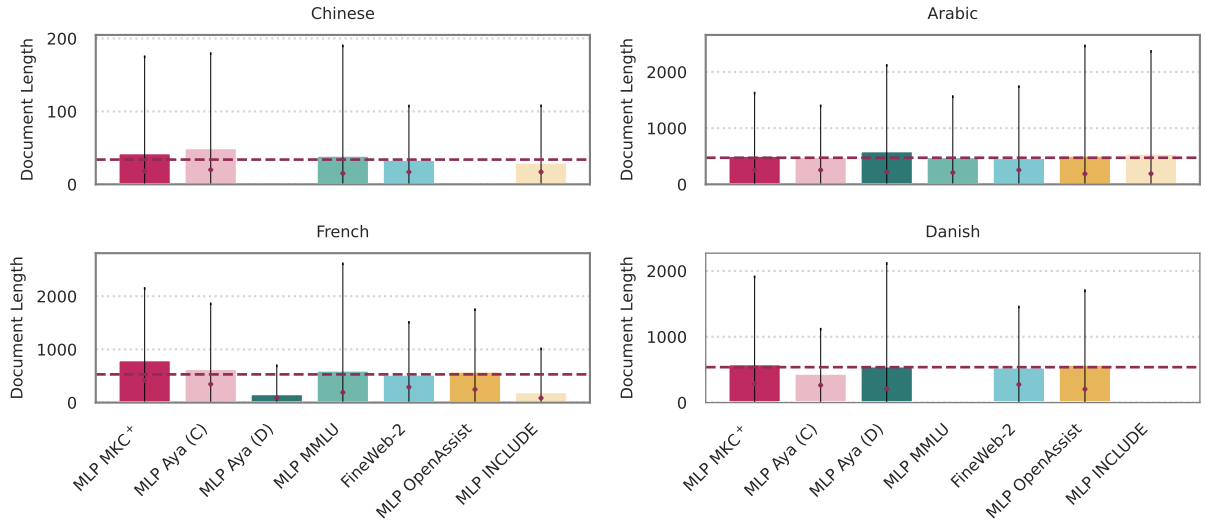 Chinese
Document Length
200
100
0
Arabic
Document Length
2000
1000
0
French
Document Length
2000
1000
0
MLP MKC⁺
MLP Aya (C)
MLP Aya (D)
MLP MMLU
FineWeb-2
MLP OpenAssist
MLP INCLUDE
Danish
Document Length
2000
1000
0
MLP MKC⁺
MLP Aya (C)
MLP Aya (D)
MLP MMLU
FineWeb-2
MLP OpenAssist
MLP INCLUDE